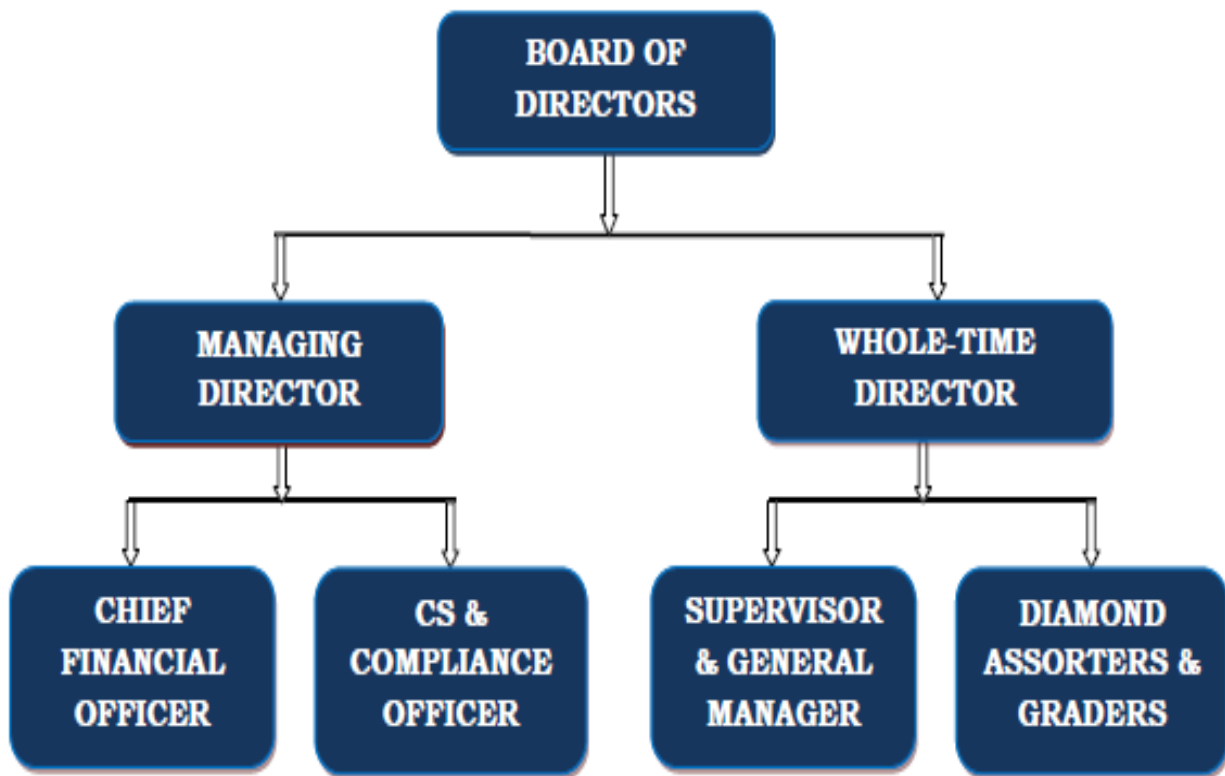 BOARD OF
DIRECTORS
MANAGING
DIRECTOR
WHOLE-TIME
DIRECTOR
CHIEF
FINANCIAL
OFFICER
CS &
COMPLIANCE
OFFICER
SUPERVISOR
& GENERAL
MANAGER
DIAMOND
ASSORTERS &
GRADERS